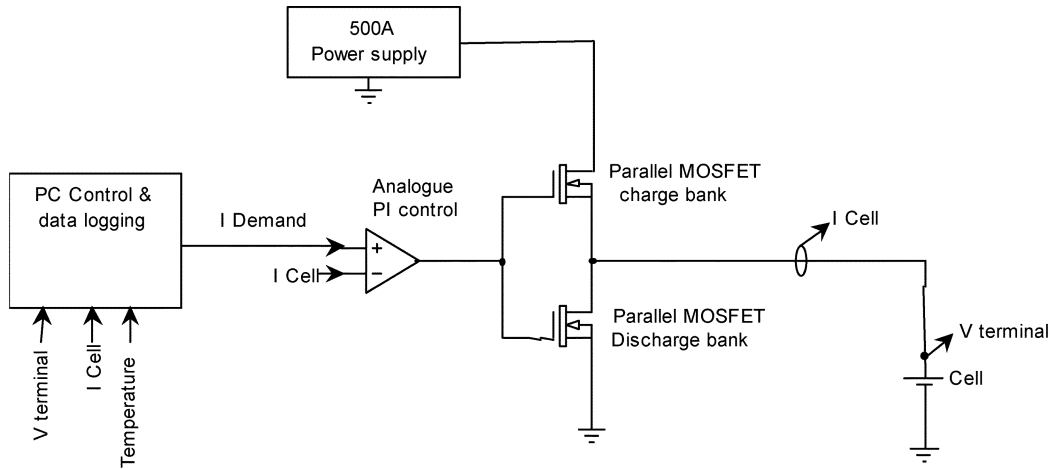 500A
Power supply
PC Control &
data logging
I Demand
Analogue
PI control
Parallel MOSFET
charge bank
I Cell
+
I Cell
−
Parallel MOSFET
Discharge bank
V terminal
Cell
V terminal
I Cell
Temperature